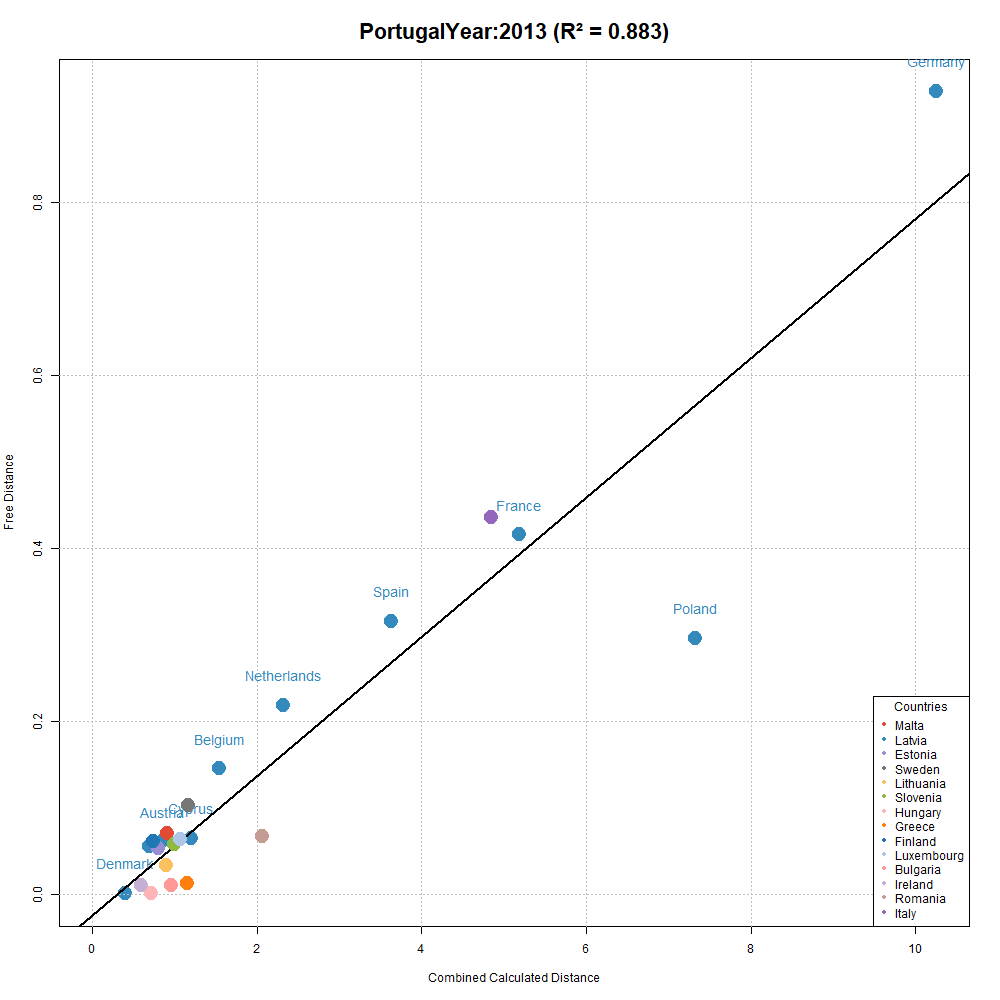 PortugalYear:2013 (R² = 0.883)
Germany
France
Spain
Poland
Netherlands
Belgium
Cyprus
Austria
Denmark
Free Distance
0.8
0.6
0.4
0.2
0.0
0 2 4 6 8 10
Combined Calculated Distance
Countries
Malta
Latvia
Estonia
Sweden
Lithuania
Slovenia
Hungary
Greece
Finland
Luxembourg
Bulgaria
Ireland
Romania
Italy